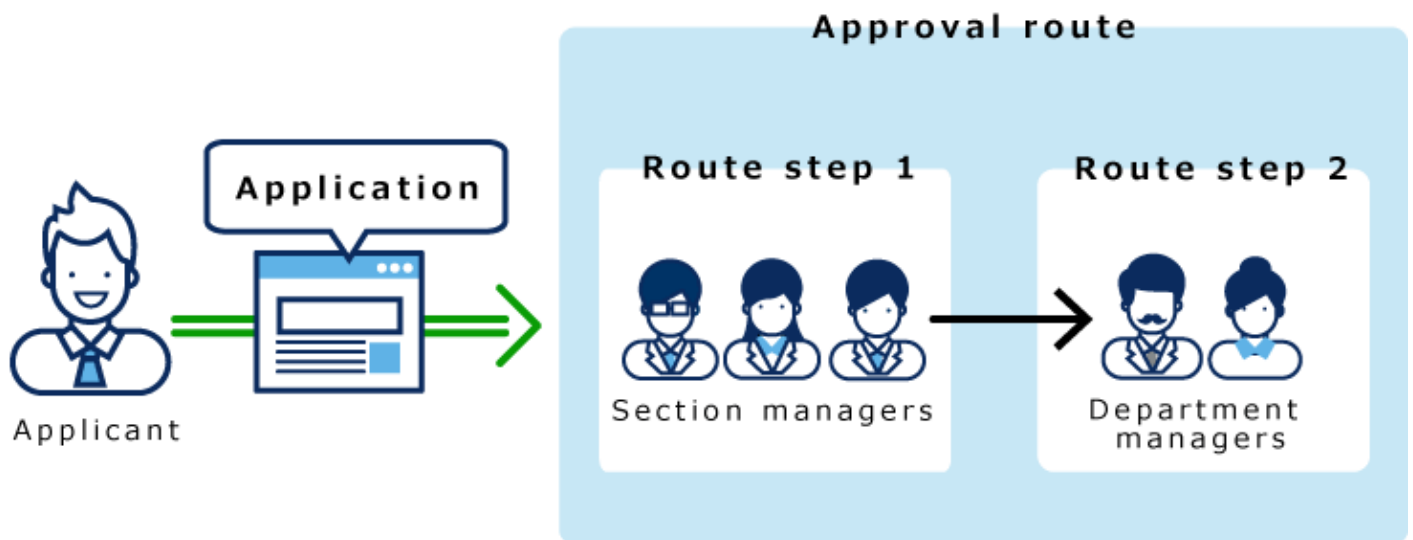 Approval route
Application
Route step 1
Route step 2
Applicant
Section managers
Department
managers